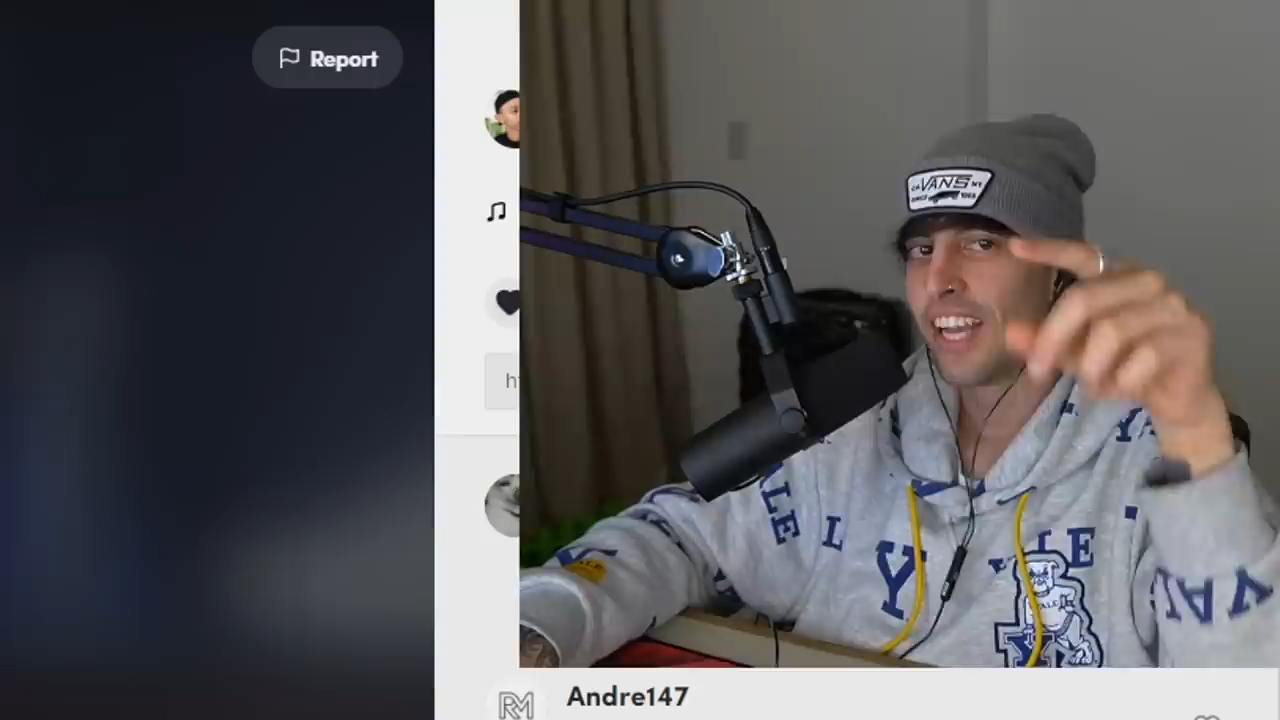 Report
VANS
h
YALE
L
Y
YALE
YALE
Andre147